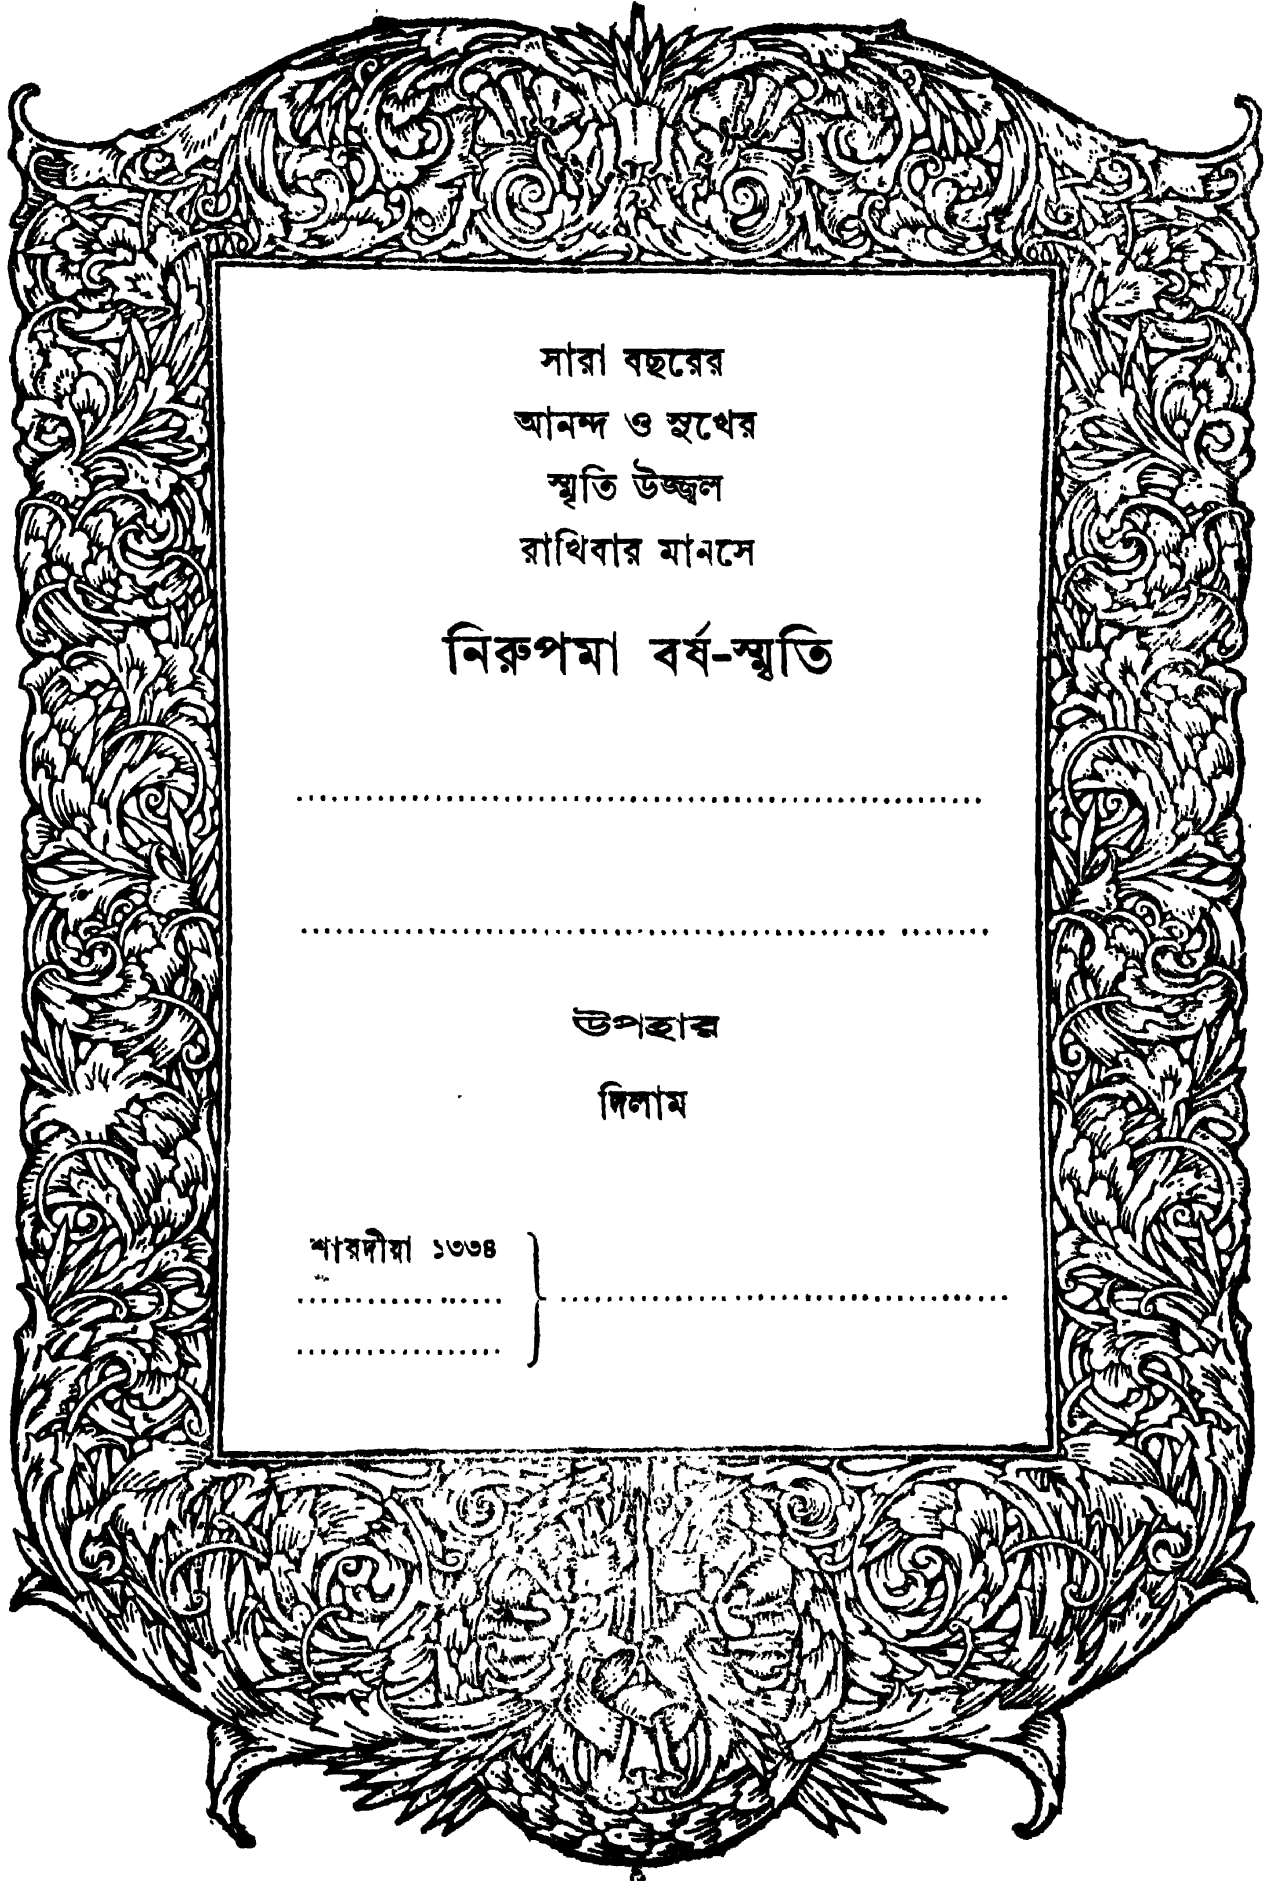 সারা বছরের
আনন্দ ও সুখের
স্মৃতি উজ্জ্বল
রাখিবার মানসে
নিরুপমা বর্ষ-স্মৃতি
উপহার
দিলাম
শারদীয়া ১৩৩৪